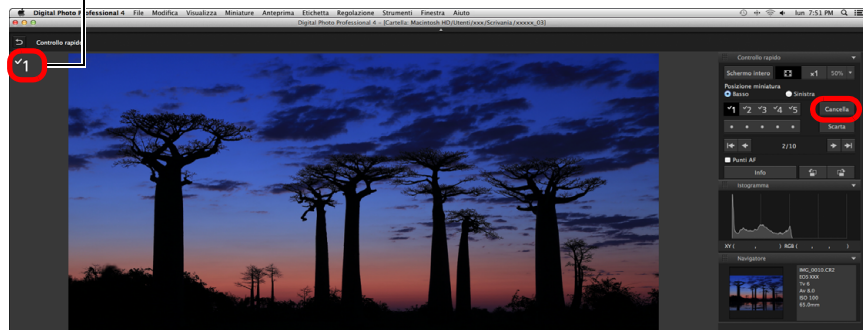 Digital Photo Professional 4 File Modifica Visualizza Miniature Anteprima Etichetta Regolazione Strumenti Finestra Aiuto lun 7:51 PM
Digital Photo Professional 4 - [Cartella: Macintosh HD/Utenti/xxx/Scrivania/xxxxx_03]
Controllo rapido
1
Controllo rapido
Schermo intero x1 50%
Posizione miniatura
Basso Sinistra
1 2 3 4 5 Cancella
Scarta
2/10
Punti AF
Info
Istogramma
XY ( , ) RGB ( , , )
Navigatore
IMG_0010.CR2
EOS XXX
Tv 6
Av 8.0
ISO 100
65.0mm